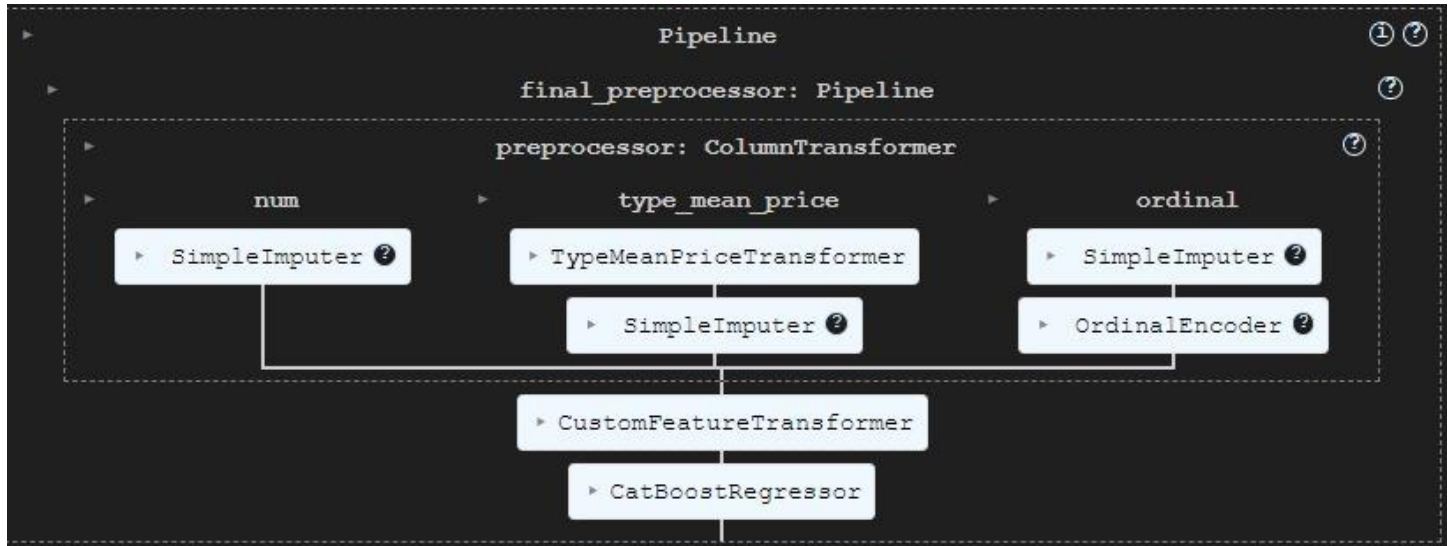 Pipeline
final_preprocessor: Pipeline
preprocessor: ColumnTransformer
num type_mean_price ordinal
SimpleImputer ? TypeMeanPriceTransformer SimpleImputer ?
SimpleImputer ? OrdinalEncoder ?
CustomFeatureTransformer
CatBoostRegressor